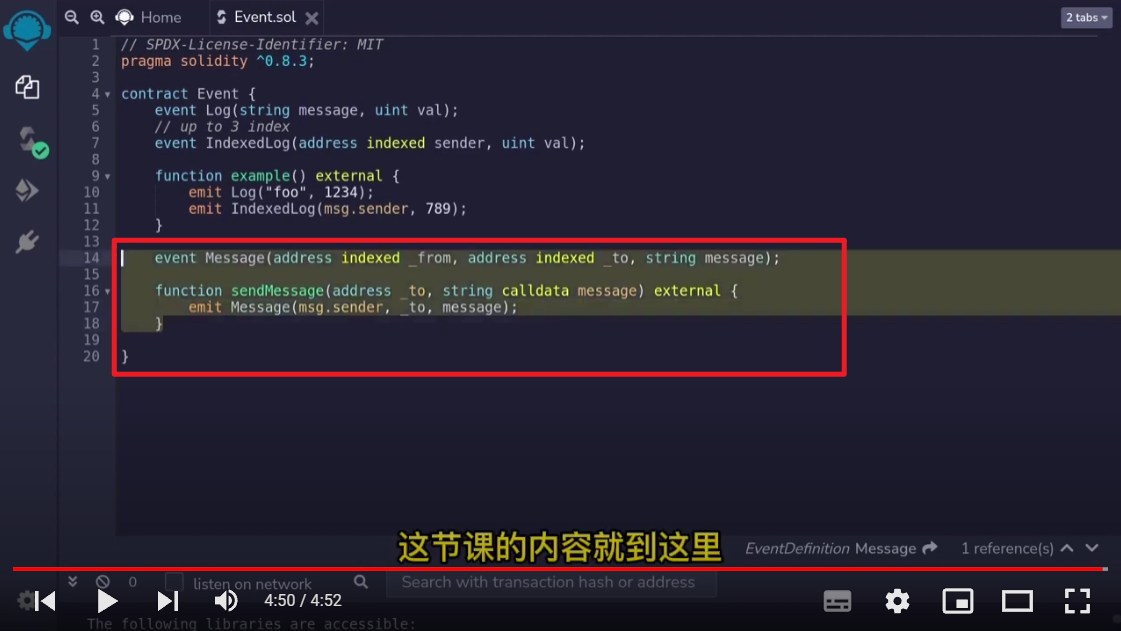 Home
Event.sol
2 tabs
1 // SPDX-License-Identifier: MIT
2 pragma solidity ^0.8.3;
3
4 contract Event {
5 event Log(string message, uint val);
6 // up to 3 index
7 event IndexedLog(address indexed sender, uint val);
8
9 function example() external {
10 emit Log("foo", 1234);
11 emit IndexedLog(msg.sender, 789);
12 }
13
14 event Message(address indexed _from, address indexed _to, string message);
15
16 function sendMessage(address _to, string calldata message) external {
17 emit Message(msg.sender, _to, message);
18 }
19
20 }
这节课的内容就到这里
EventDefinition Message 1 reference(s)
0 listen on network Search with transaction hash or address
4:50 / 4:52
The following libraries are accessible: